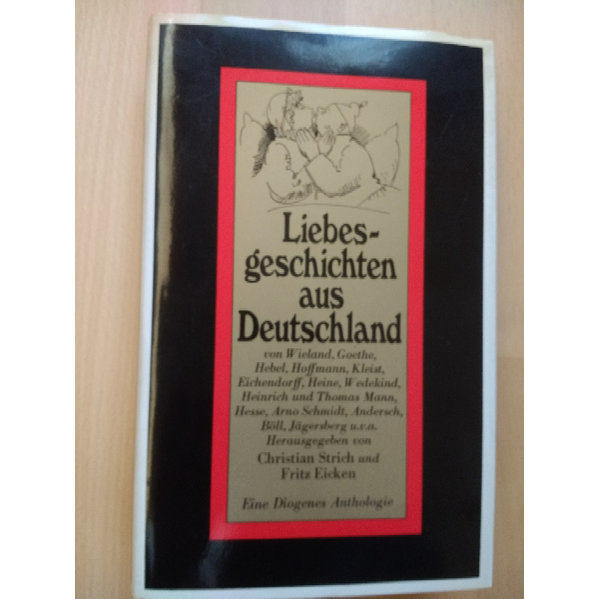 Liebes-
geschichten
aus
Deutschland
von Wieland, Goethe,
Hebel, Hoffmann, Kleist,
Eichendorff, Heine, Wedekind,
Heinrich und Thomas Mann,
Hesse, Arno Schmidt, Andersch,
Böll, Jägersberg u.v.a.
Herausgegeben von
Christian Strich und
Fritz Eicken
Eine Diogenes Anthologie